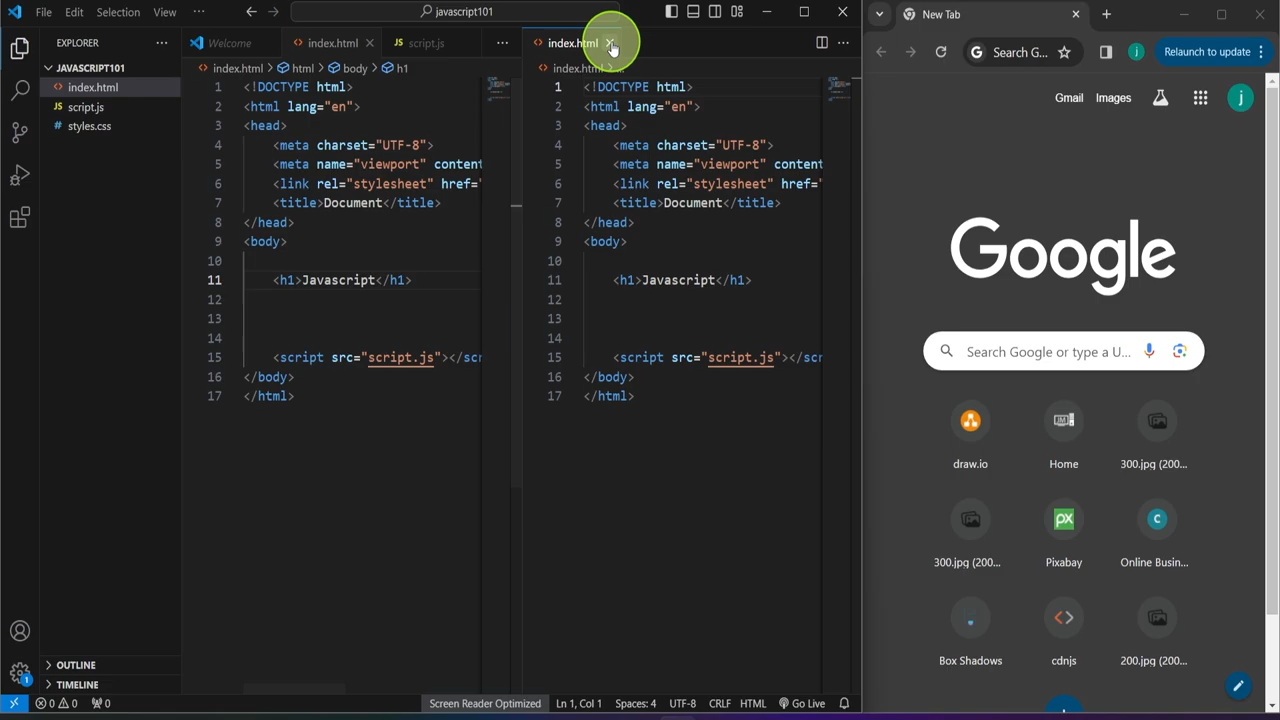 File Edit Selection View ··· javascript101
EXPLORER ···
JAVASCRIPT101
index.html
script.js
styles.css
OUTLINE
TIMELINE
Welcome index.html script.js ···
index.html > html > body > h1
1 <!DOCTYPE html>
2 <html lang="en">
3 <head>
4 <meta charset="UTF-8">
5 <meta name="viewport" content
6 <link rel="stylesheet" href="
7 <title>Document</title>
8 </head>
9 <body>
10
11 <h1>Javascript</h1>
12
13
14
15 <script src="script.js"></scr
16 </body>
17 </html>
index.html ···
index.html > ...
1 <!DOCTYPE html>
2 <html lang="en">
3 <head>
4 <meta charset="UTF-8">
5 <meta name="viewport" content
6 <link rel="stylesheet" href="
7 <title>Document</title>
8 </head>
9 <body>
10
11 <h1>Javascript</h1>
12
13
14
15 <script src="script.js"></scr
16 </body>
17 </html>
1
0 0 0 Screen Reader Optimized Ln 1, Col 1 Spaces: 4 UTF-8 CRLF HTML Go Live
New Tab
Search G... j Relaunch to update
Gmail Images j
Google
Search Google or type a U...
draw.io Home 300.jpg (200...
px C
300.jpg (200... Pixabay Online Busin...
Box Shadows cdnjs 200.jpg (200...